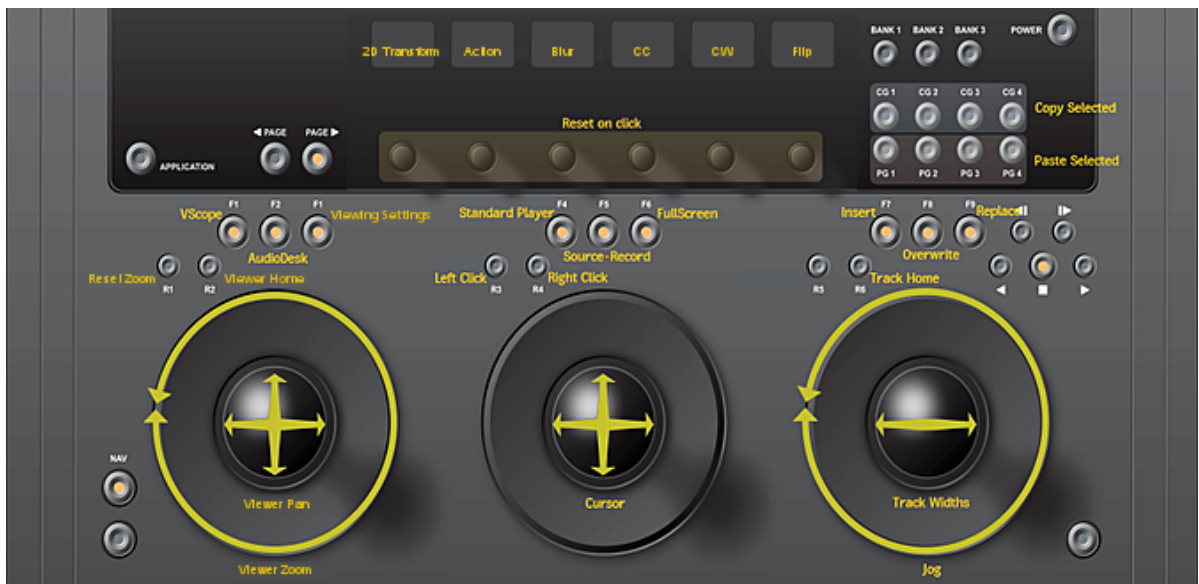 BANK 1 BANK 2 BANK 3 POWER
2D Transform Action Blur CC CW Flip
CG 1 CG 2 CG 3 CG 4
Copy Selected
Reset on click
◀ PAGE PAGE ▶
APPLICATION
Paste Selected
PG 1 PG 2 PG 3 PG 4
F1 F2 F1 F4 F5 F6 F7 F8 F9
VScope Viewing Settings Standard Player FullScreen Insert Replace
AudioDesk Source-Record Overwrite
Reset Zoom Viewer Home Left Click Right Click Track Home
R1 R2 R3 R4 R5 R6
NAV
Viewer Pan Cursor Track Widths
Viewer Zoom Jog